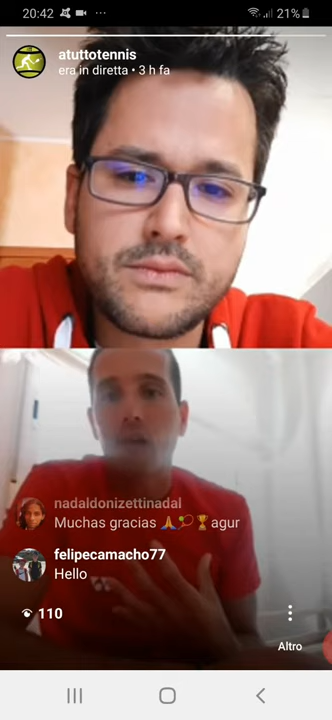 20:42
21%
atuttotennis
era in diretta • 3 h fa
nadaldonizettinadal
Muchas gracias 🙏🎾🏆agur
felipecamacho77
Hello
110
Altro